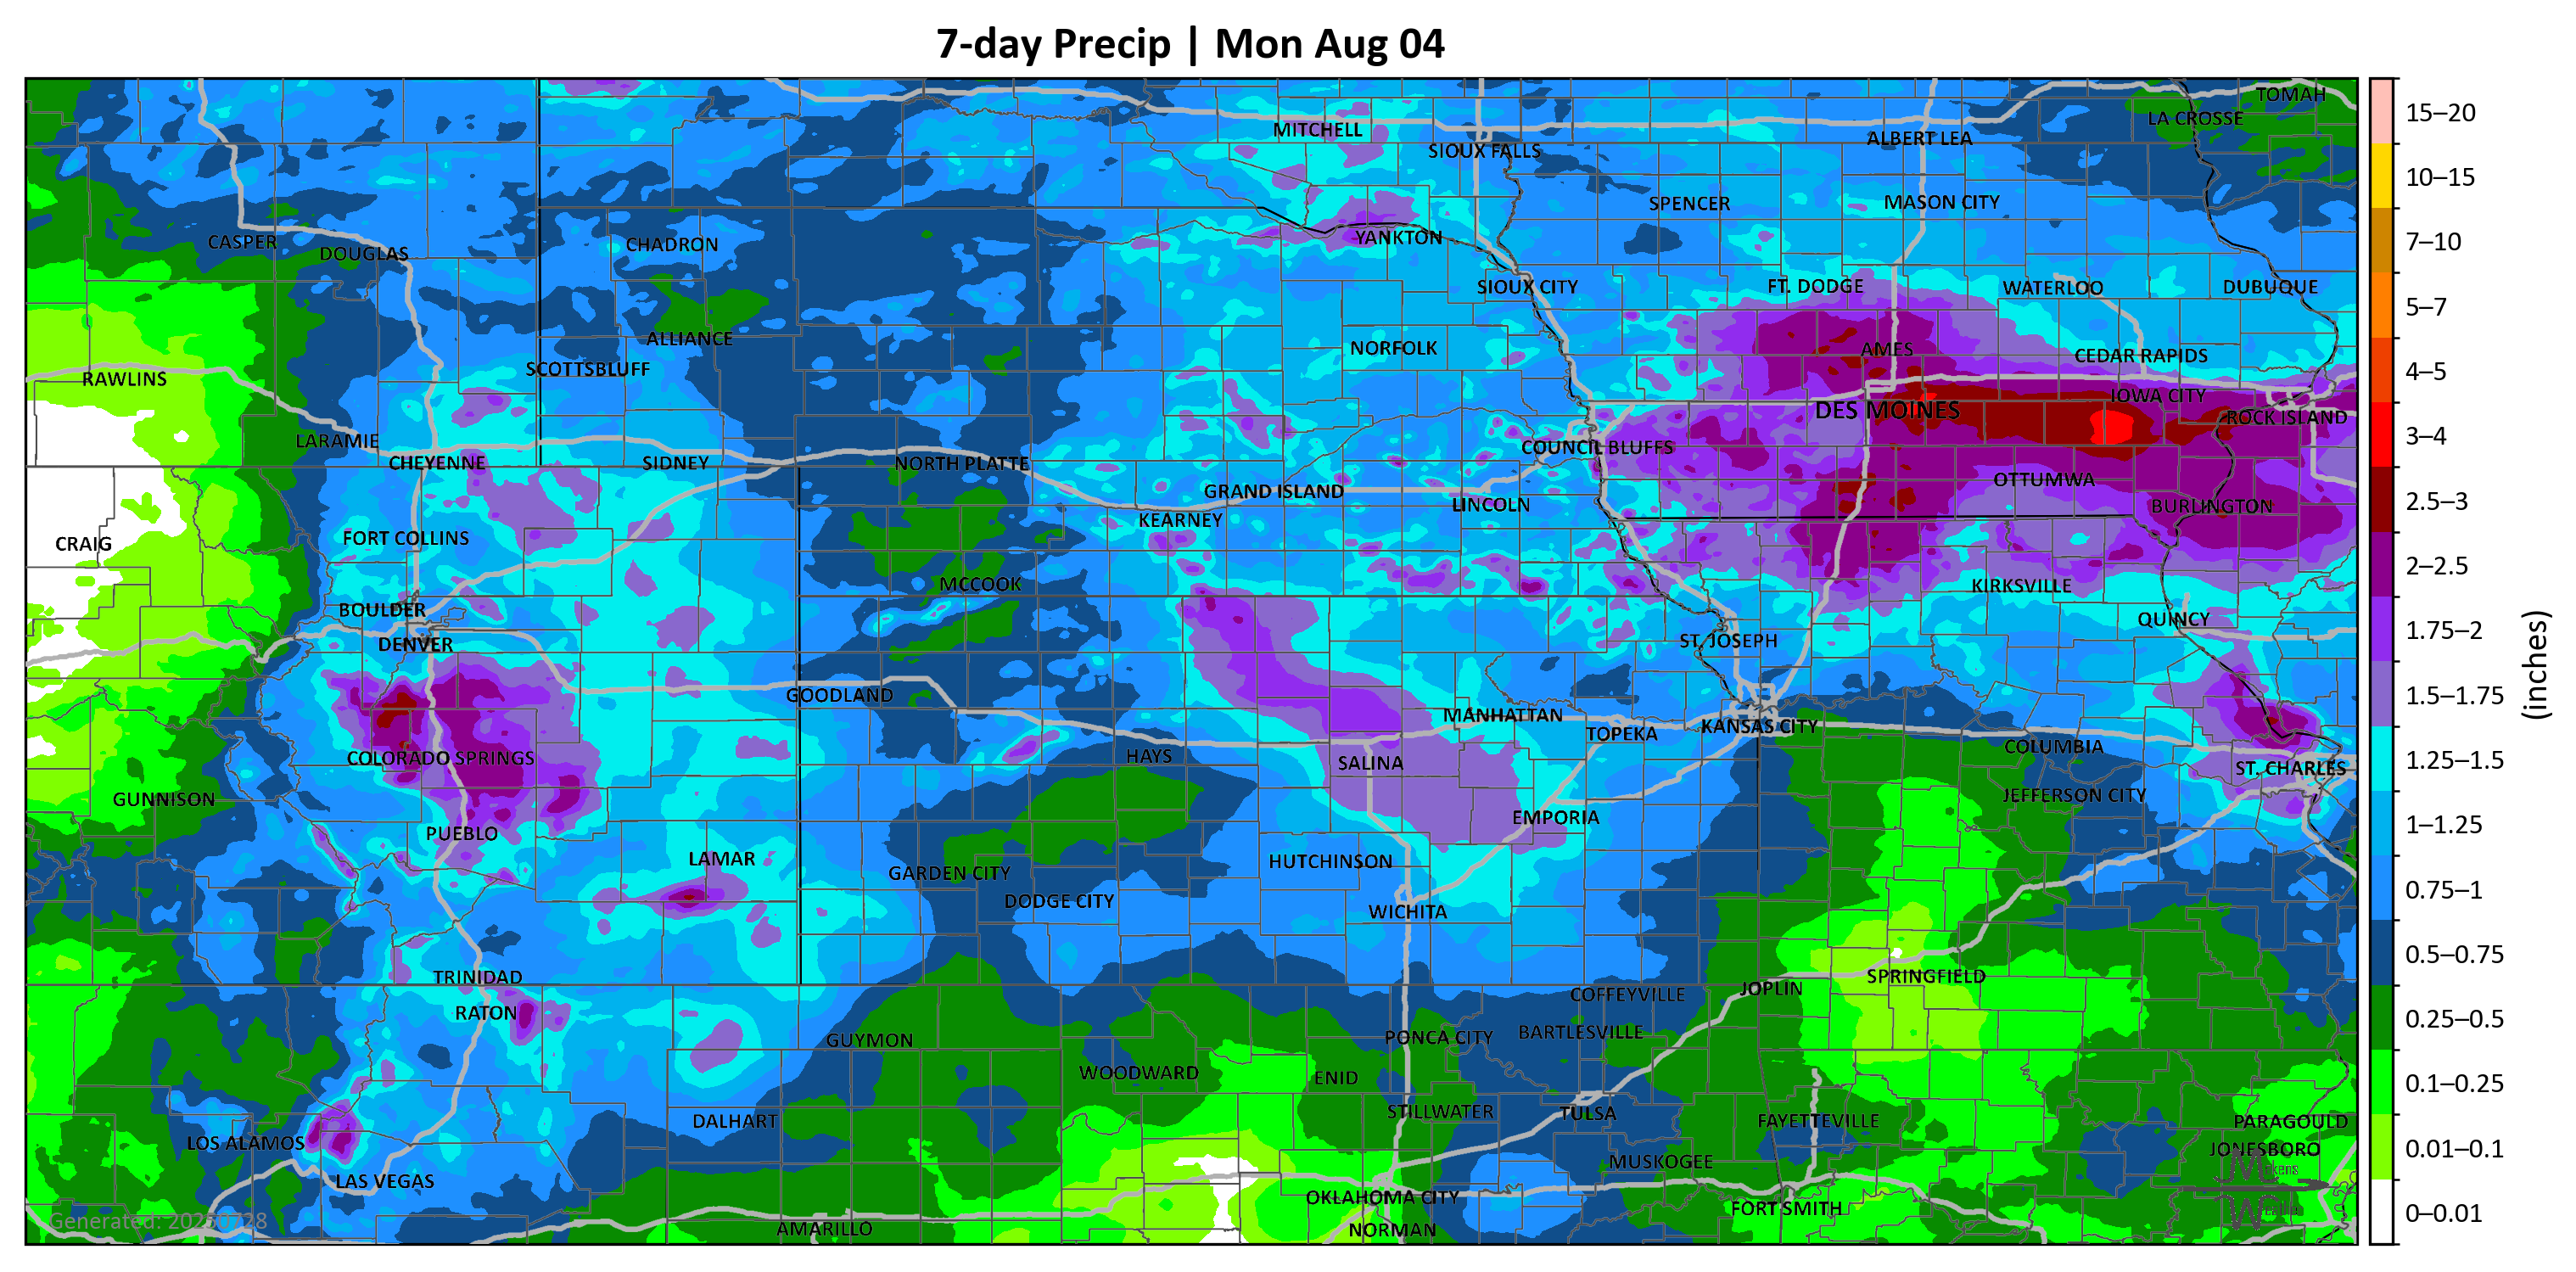 7-day Precip | Mon Aug 04
TOMAH
LA CROSSE
MITCHELL
ALBERT LEA
SIOUX FALLS
SPENCER
MASON CITY
CASPER
DOUGLAS
CHADRON
YANKTON
SIOUX CITY
FT. DODGE
WATERLOO
DUBUQUE
ALLIANCE
NORFOLK
AMES
CEDAR RAPIDS
SCOTTSBLUFF
RAWLINS
IOWA CITY
DES MOINES
ROCK ISLAND
LARAMIE
COUNCIL BLUFFS
CHEYENNE
SIDNEY
NORTH PLATTE
GRAND ISLAND
OTTUMWA
LINCOLN
BURLINGTON
KEARNEY
CRAIG
FORT COLLINS
MCCOOK
KIRKSVILLE
BOULDER
QUINCY
DENVER
ST. JOSEPH
GOODLAND
MANHATTAN
TOPEKA
KANSAS CITY
COLUMBIA
COLORADO SPRINGS
HAYS
SALINA
ST. CHARLES
GUNNISON
JEFFERSON CITY
EMPORIA
PUEBLO
LAMAR
HUTCHINSON
GARDEN CITY
DODGE CITY
WICHITA
TRINIDAD
SPRINGFIELD
JOPLIN
COFFEYVILLE
RATON
GUYMON
PONCA CITY
BARTLESVILLE
WOODWARD
ENID
STILLWATER
TULSA
DALHART
FAYETTEVILLE
PARAGOULD
LOS ALAMOS
JONESBORO
MUSKOGEE
LAS VEGAS
OKLAHOMA CITY
FORT SMITH
AMARILLO
NORMAN
Generated: 20250728
15–20
10–15
7–10
5–7
4–5
3–4
2.5–3
2–2.5
1.75–2
1.5–1.75
1.25–1.5
1–1.25
0.75–1
0.5–0.75
0.25–0.5
0.1–0.25
0.01–0.1
0–0.01
(inches)